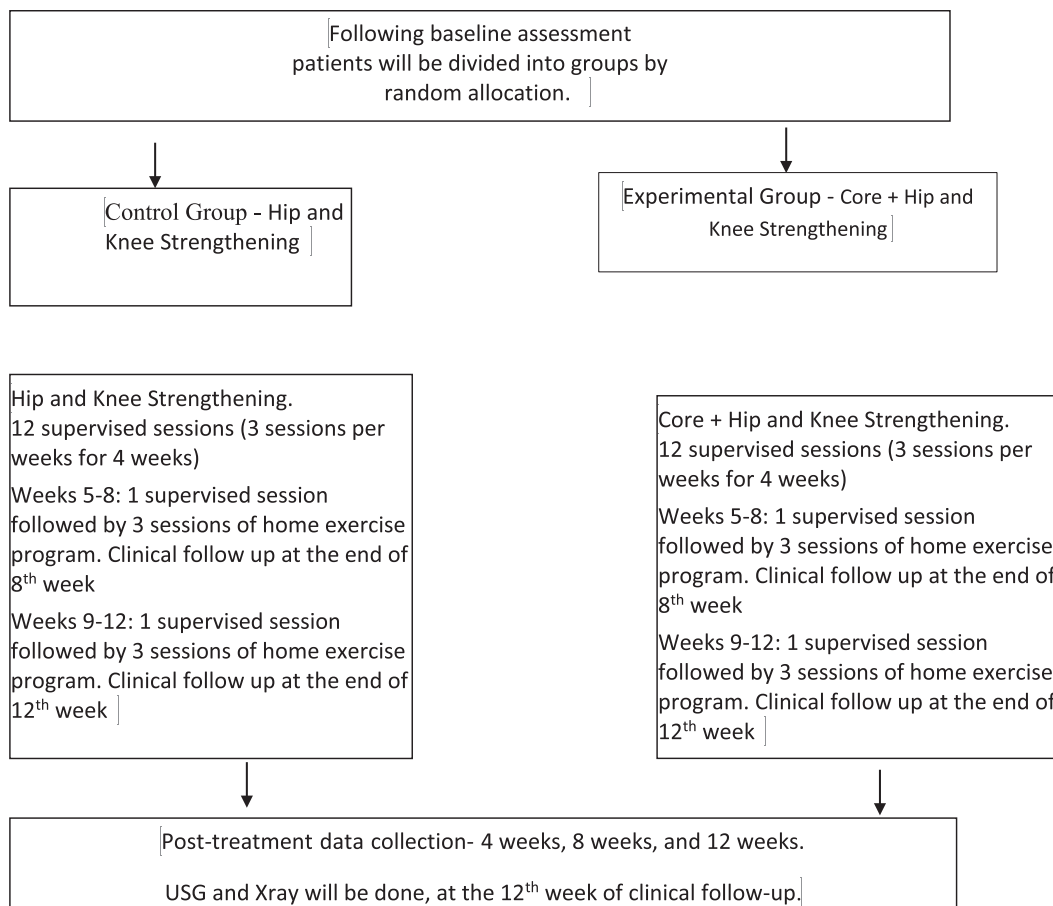 Following baseline assessment
patients will be divided into groups by
random allocation.
Control Group - Hip and
Knee Strengthening
Experimental Group - Core + Hip and
Knee Strengthening
Hip and Knee Strengthening.
12 supervised sessions (3 sessions per
weeks for 4 weeks)
Weeks 5-8: 1 supervised session
followed by 3 sessions of home exercise
program. Clinical follow up at the end of
8th week
Weeks 9-12: 1 supervised session
followed by 3 sessions of home exercise
program. Clinical follow up at the end of
12th week
Core + Hip and Knee Strengthening.
12 supervised sessions (3 sessions per
weeks for 4 weeks)
Weeks 5-8: 1 supervised session
followed by 3 sessions of home exercise
program. Clinical follow up at the end of
8th week
Weeks 9-12: 1 supervised session
followed by 3 sessions of home exercise
program. Clinical follow up at the end of
12th week
Post-treatment data collection- 4 weeks, 8 weeks, and 12 weeks.
USG and Xray will be done, at the 12th week of clinical follow-up.